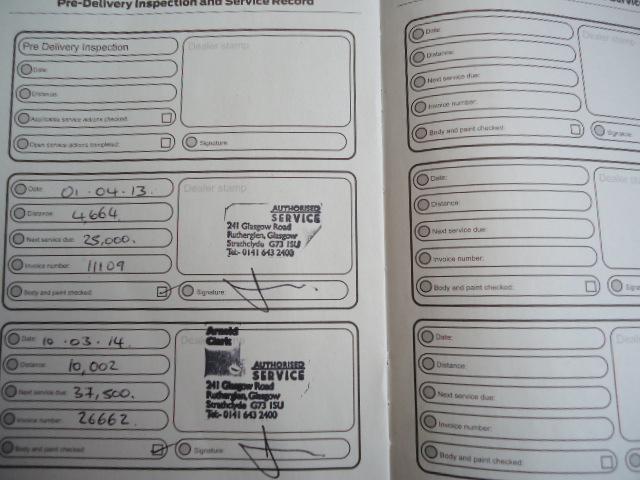 Pre-Delivery Inspection and Service Record
Pre Delivery Inspection
Dealer stamp
Date:
Distance:
Applicable service actions checked:
Open service actions completed:
Signature:
Date: 01.04.13.
Dealer stamp
Distance: 4,664
AUTHORISED
SERVICE
241 Glasgow Road
Rutherglen, Glasgow
Strathclyde G73 1SU
Tel:- 0141 643 2400
Next service due: 25,000.
Invoice number: 11109
Body and paint checked:
Signature:
Date: 10.03.14.
Arnold
Clark
Distance: 10,002
AUTHORISED
SERVICE
241 Glasgow Road
Rutherglen, Glasgow
Strathclyde G73 1SU
Tel:- 0141 643 2400
Next service due: 37,500.
Invoice number: 26662.
Body and paint checked:
Signature:
Date:
Dealer stamp
Distance:
Next service due:
Invoice number:
Body and paint checked:
Signature:
Date:
Dealer
Distance:
Next service due:
Invoice number:
Body and paint checked:
Date:
Distance:
Next service due:
Invoice number:
Body and paint checked: